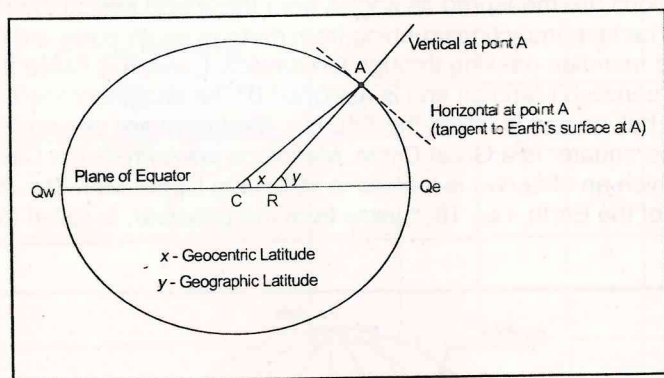 Vertical at point A
A
Horizontal at point A
(tangent to Earth's surface at A)
Plane of Equator
Qw
x
y
Qe
C
R
x - Geocentric Latitude
y - Geographic Latitude